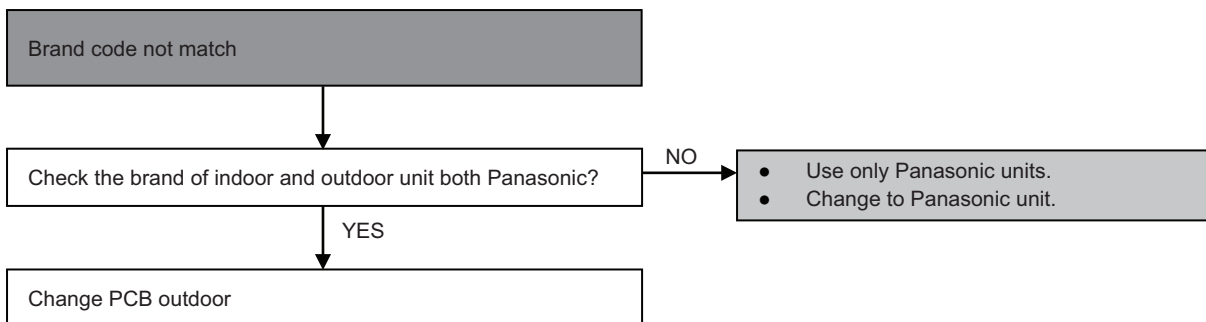 Brand code not match
Check the brand of indoor and outdoor unit both Panasonic?
NO
● Use only Panasonic units.
● Change to Panasonic unit.
YES
Change PCB outdoor